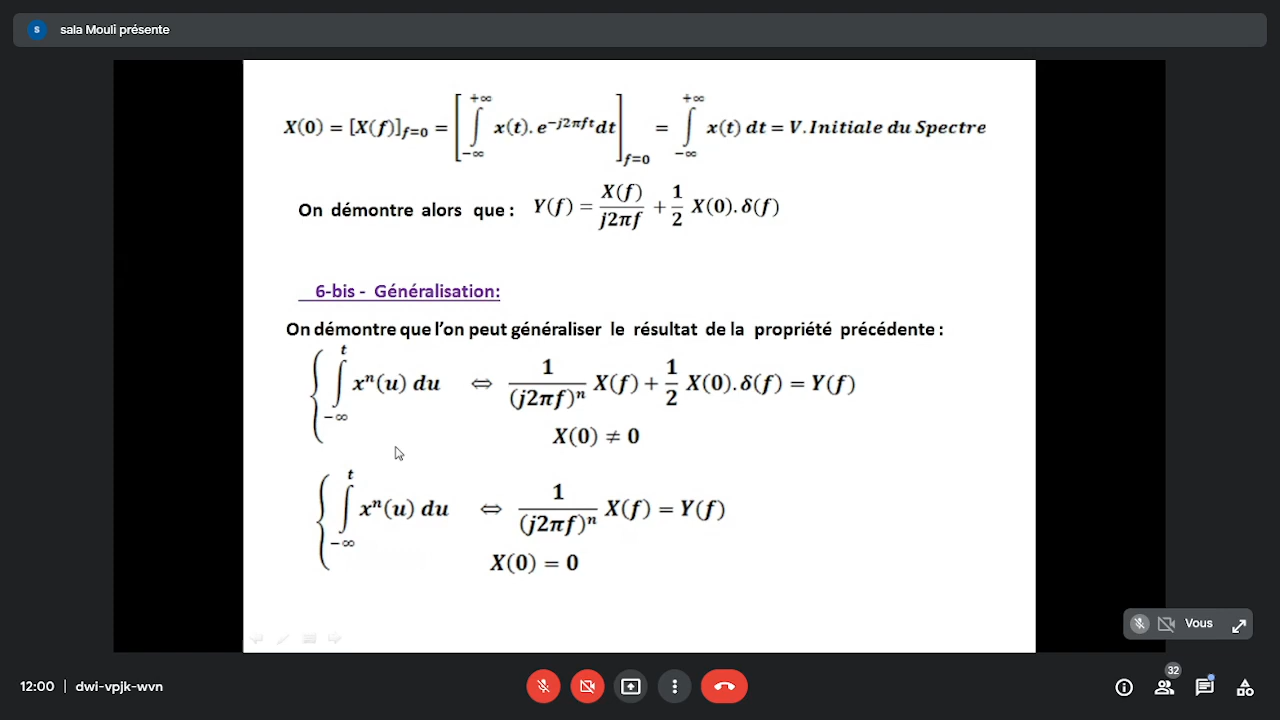 s sala Mouli présente
X(0) = [X(f)]_{f=0} = [∫_{-∞}^{+∞} x(t). e^{-j2πft} dt]_{f=0} = ∫_{-∞}^{+∞} x(t) dt = V. Initiale du Spectre
On démontre alors que : Y(f) = X(f)/j2πf + 1/2 X(0). δ(f)
6-bis - Généralisation:
On démontre que l'on peut généraliser le résultat de la propriété précédente :
{ ∫_{-∞}^{t} xⁿ(u) du ⇔ 1/(j2πf)ⁿ X(f) + 1/2 X(0). δ(f) = Y(f)
X(0) ≠ 0
{ ∫_{-∞}^{t} xⁿ(u) du ⇔ 1/(j2πf)ⁿ X(f) = Y(f)
X(0) = 0
Vous
12:00 | dwi-vpjk-wvn
32